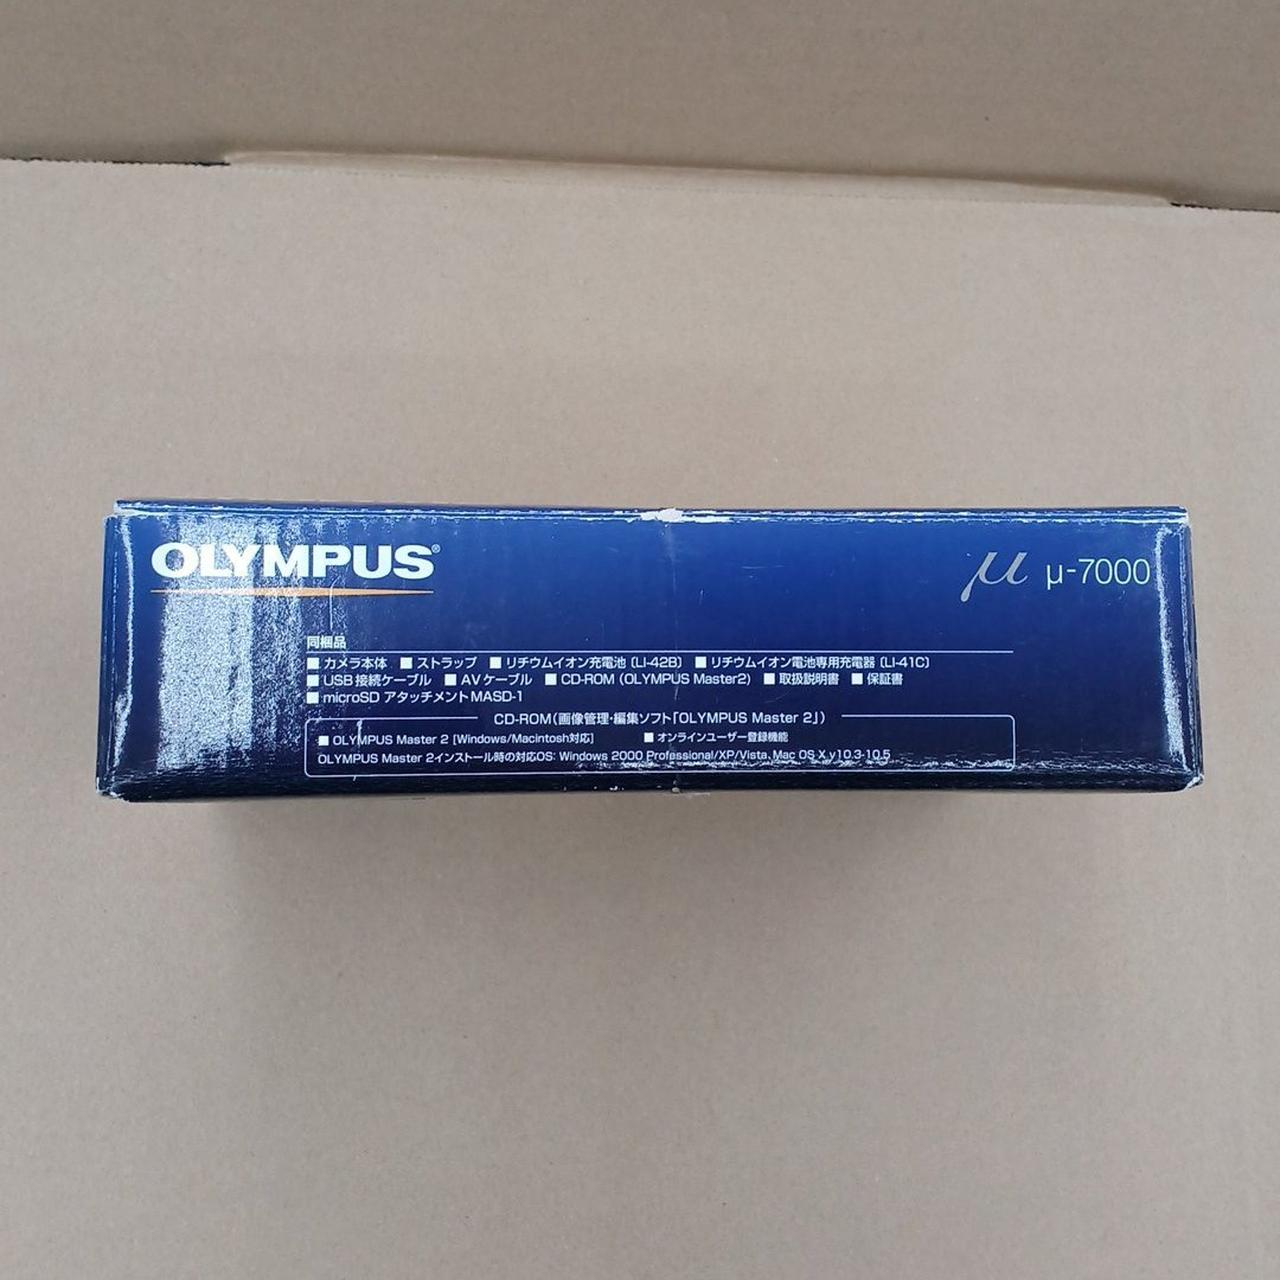 OLYMPUS®
μ μ-7000
同梱品
■ カメラ本体 ■ ストラップ ■ リチウムイオン充電池 (LI-42B) ■ リチウムイオン電池専用充電器 (LI-41C)
■ USB 接続ケーブル ■ AV ケーブル ■ CD-ROM (OLYMPUS Master2) ■ 取扱説明書 ■ 保証書
■ microSD アタッチメント MASD-1
CD-ROM(画像管理・編集ソフト「OLYMPUS Master 2」)
■ OLYMPUS Master 2 [Windows/Macintosh対応] ■ オンラインユーザー登録機能
OLYMPUS Master 2インストール時の対応OS: Windows 2000 Professional/XP/Vista、Mac OS X v10.3-10.5